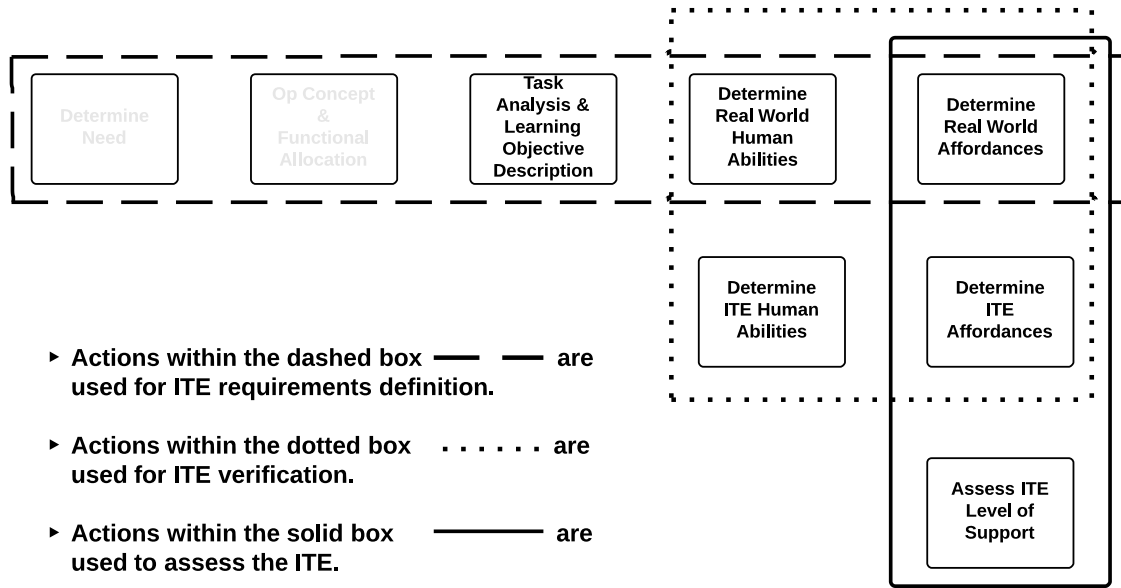 Determine
Need
Op Concept
&
Functional
Allocation
Task
Analysis &
Learning
Objective
Description
Determine
Real World
Human
Abilities
Determine
Real World
Affordances
Determine
ITE Human
Abilities
Determine
ITE
Affordances
Actions within the dashed box are
used for ITE requirements definition.
Actions within the dotted box are
used for ITE verification.
Actions within the solid box are
used to assess the ITE.
Assess ITE
Level of
Support